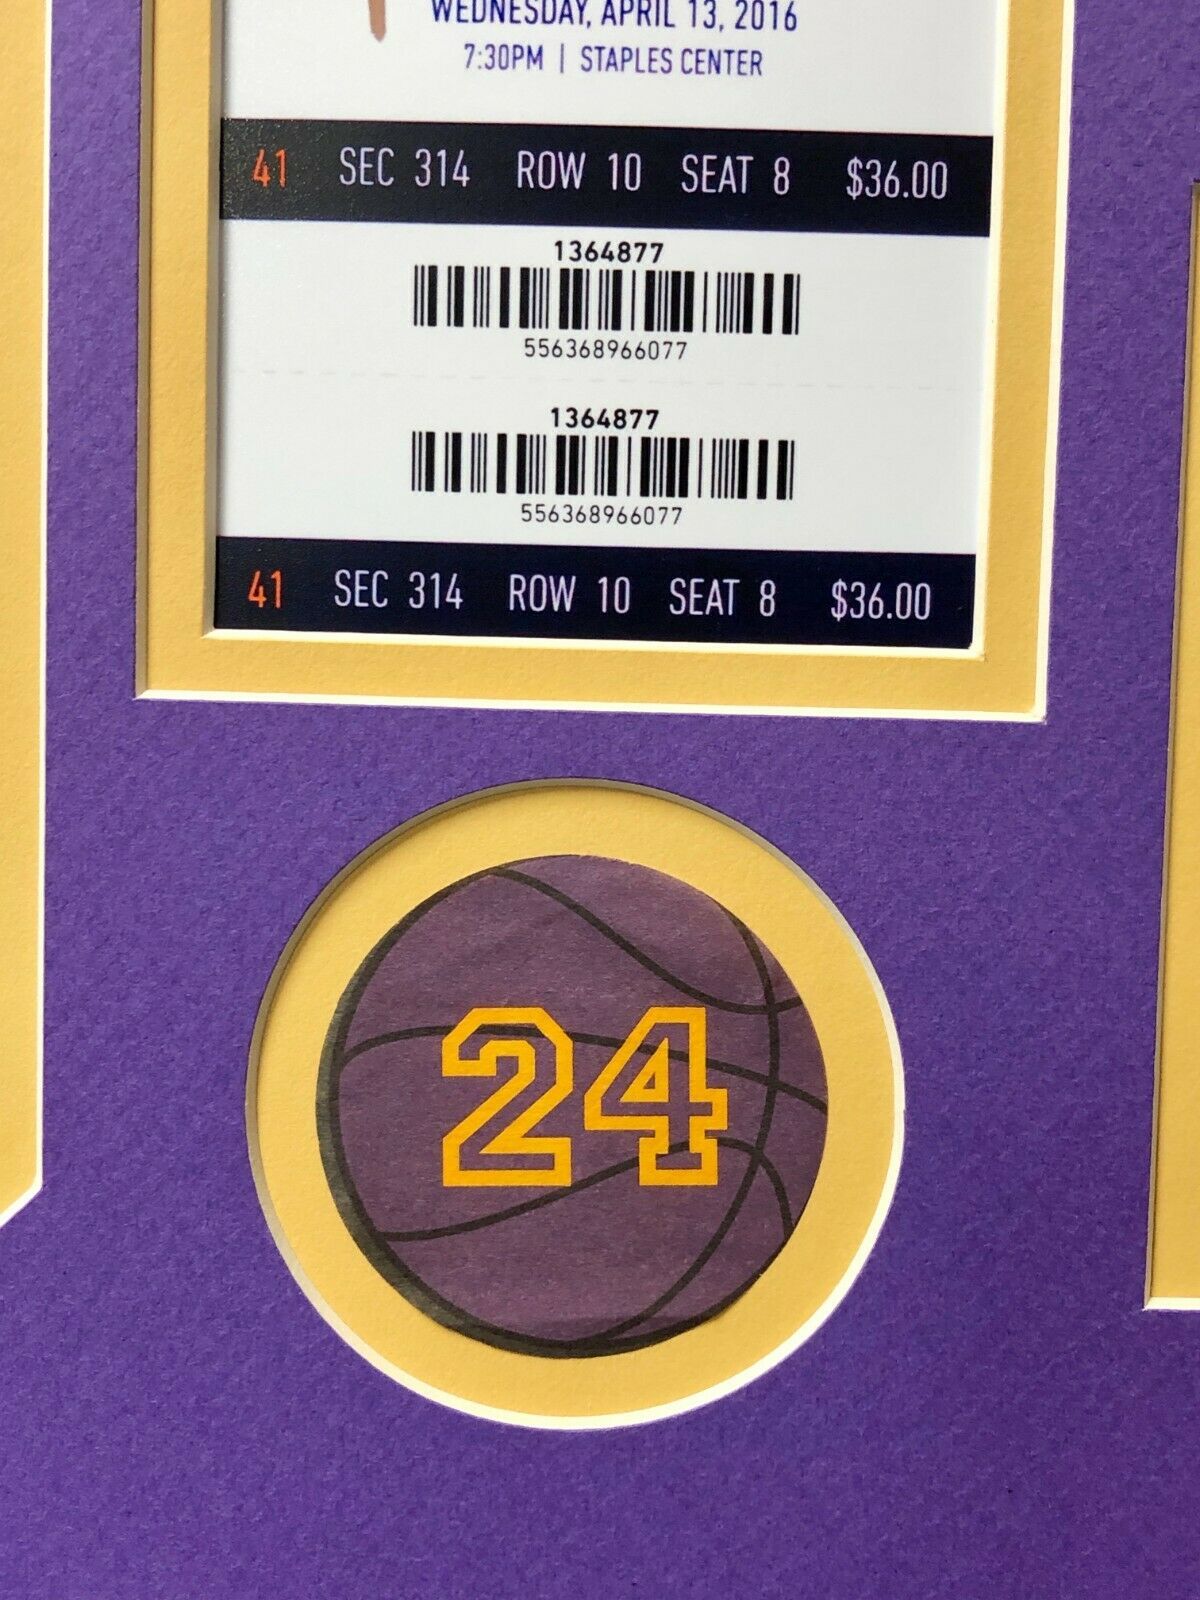 WEDNESDAY, APRIL 13, 2016
7:30PM | STAPLES CENTER
41 SEC 314 ROW 10 SEAT 8 $36.00
1364877
556368966077
1364877
556368966077
41 SEC 314 ROW 10 SEAT 8 $36.00
24